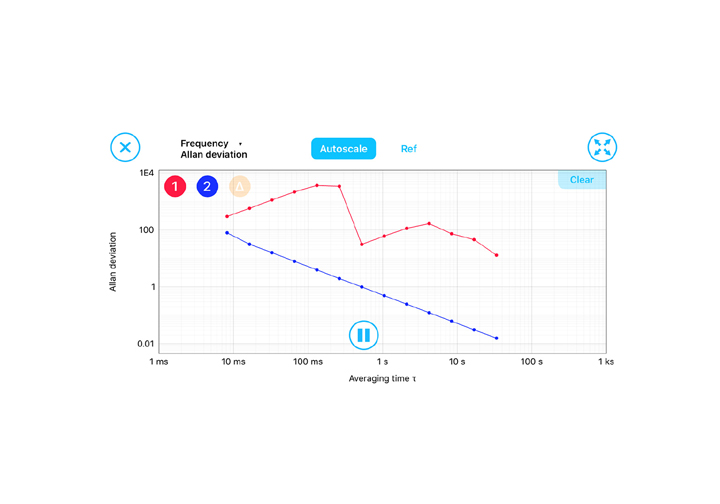 Frequency ▾
Allan deviation
Autoscale
Ref
1
2
Δ
Clear
Allan deviation
1E4
100
1
0.01
1 ms
10 ms
100 ms
1 s
10 s
100 s
1 ks
Averaging time τ